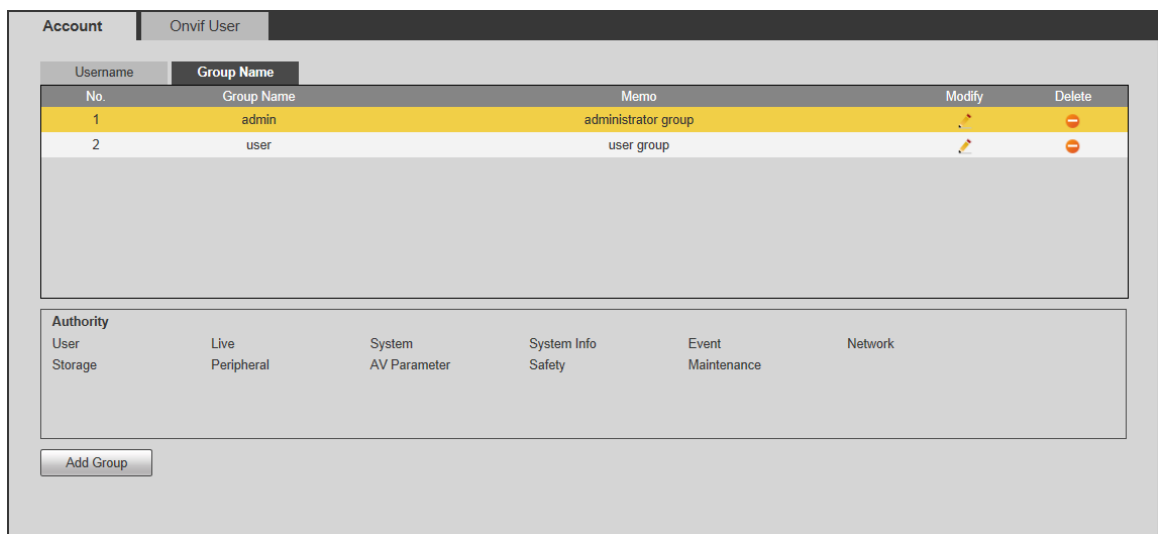 Account Onvif User
Username Group Name
No. Group Name Memo Modify Delete
1 admin administrator group
2 user user group
Authority
User Live System System Info Event Network
Storage Peripheral AV Parameter Safety Maintenance
Add Group